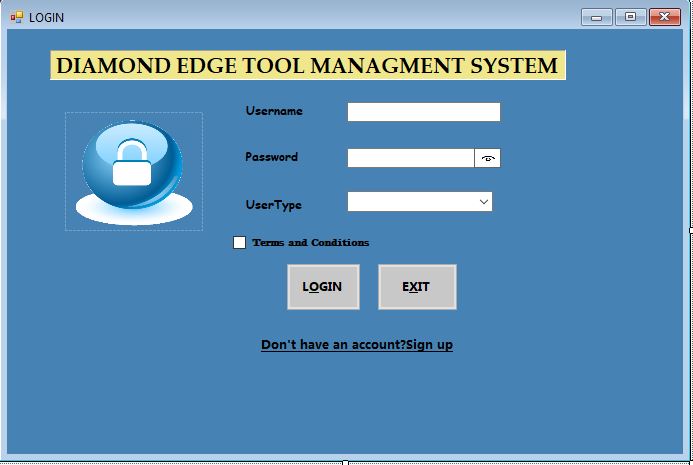 LOGIN
DIAMOND EDGE TOOL MANAGMENT SYSTEM
Username
Password
UserType
Terms and Conditions
LOGIN EXIT
Don't have an account?Sign up